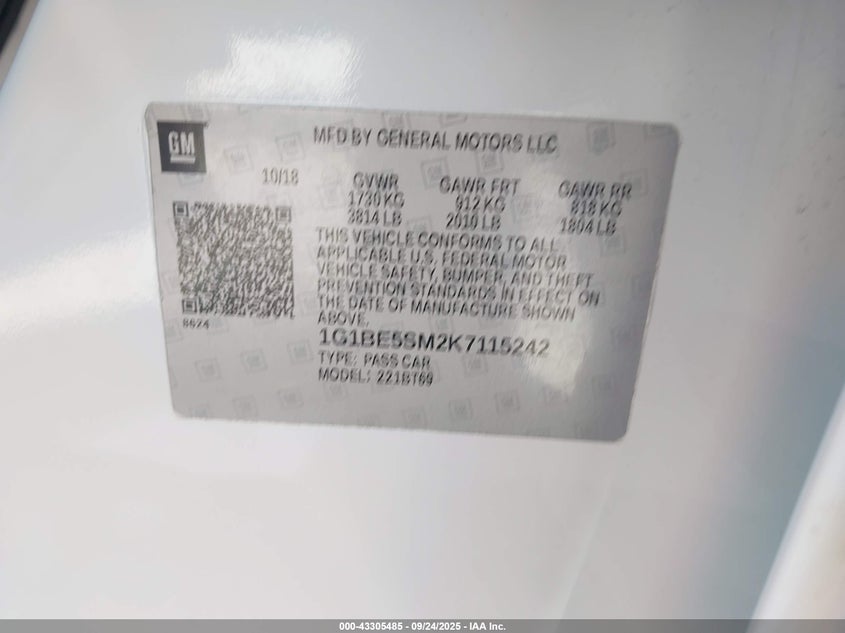 GM
MFD BY GENERAL MOTORS LLC
10/18
GVWR
1730 KG
3814 LB
GAWR FRT
912 KG
2010 LB
GAWR RR
818 KG
1804 LB
THIS VEHICLE CONFORMS TO ALL
APPLICABLE U.S. FEDERAL MOTOR
VEHICLE SAFETY, BUMPER, AND THEFT
PREVENTION STANDARDS IN EFFECT ON
THE DATE OF MANUFACTURE SHOWN
ABOVE.
8624
1G1BE5SM2K7115242
TYPE: PASS CAR
MODEL: 221BT69
000-43305485 - 09/24/2025 - IAA Inc.